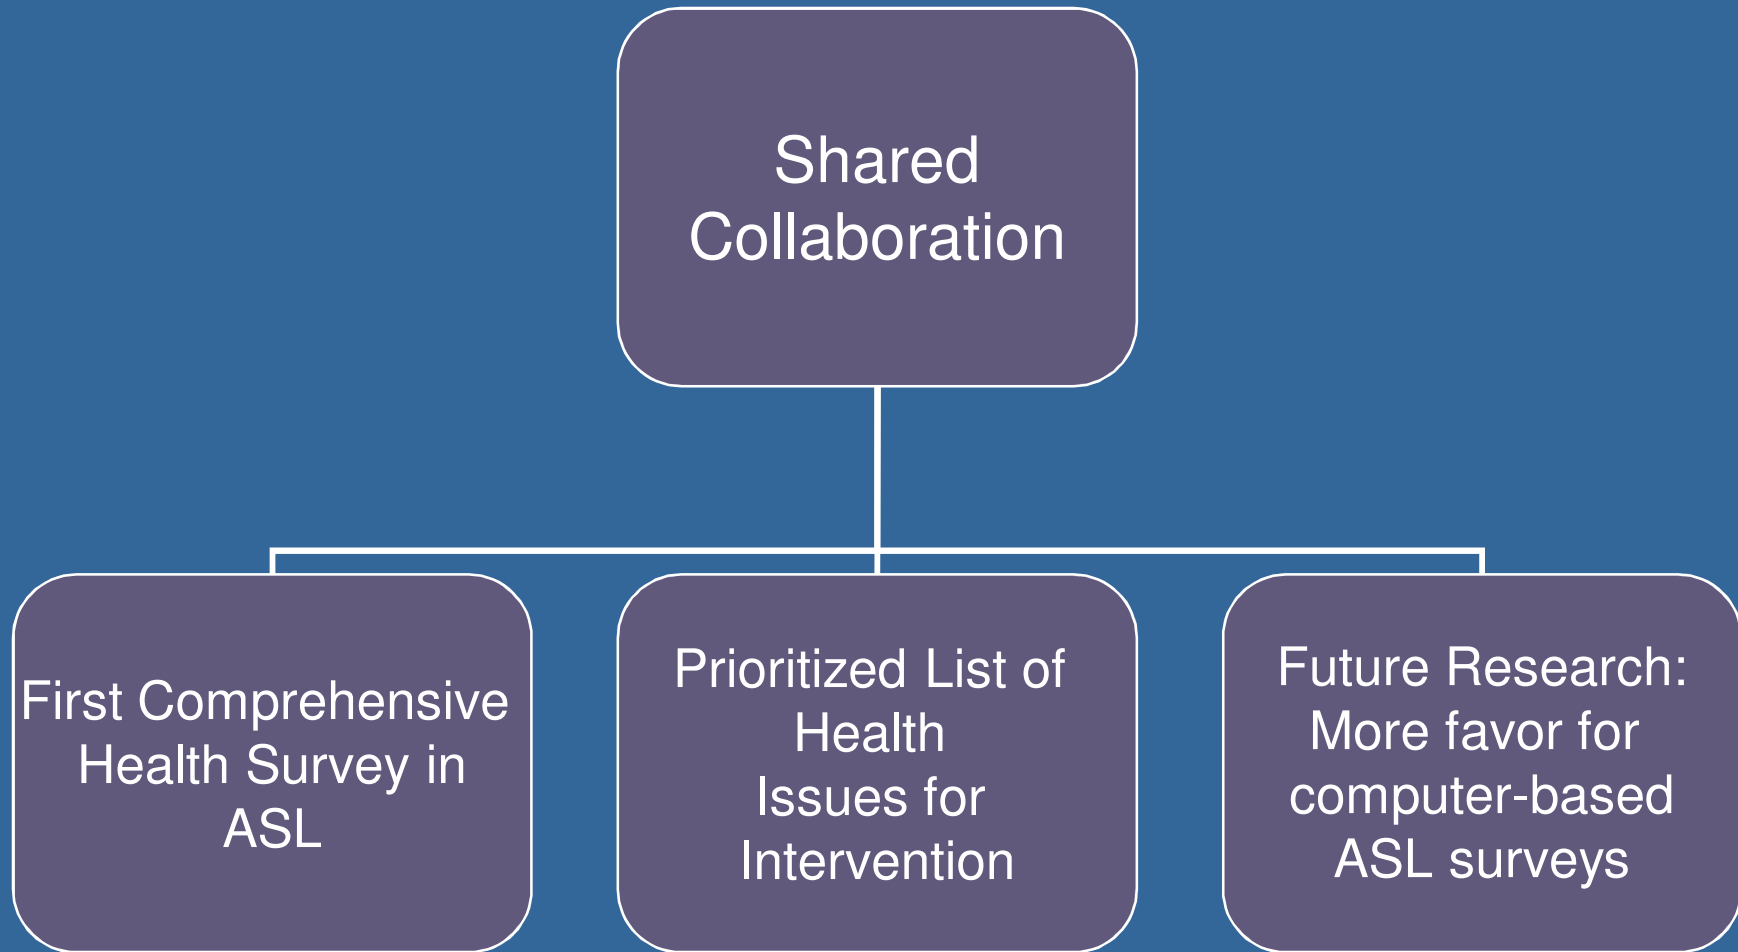 Shared
Collaboration
First Comprehensive
Health Survey in
ASL
Prioritized List of
Health
Issues for
Intervention
Future Research:
More favor for
computer-based
ASL surveys